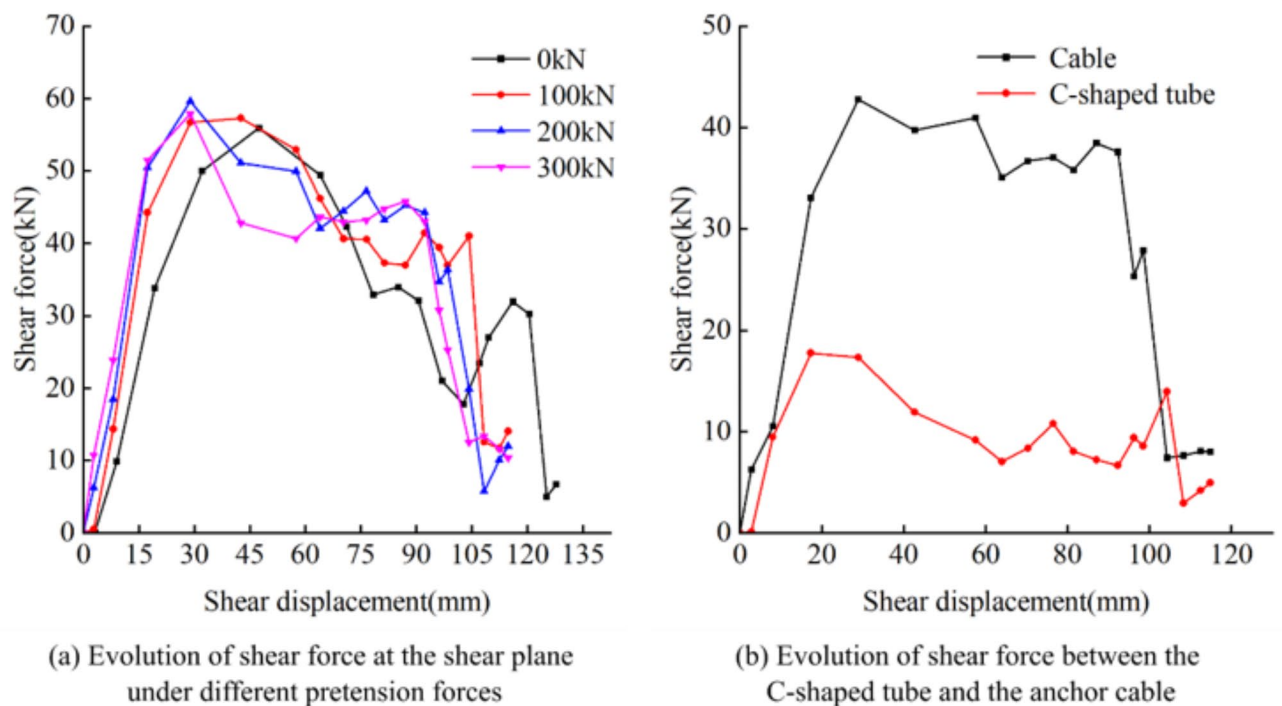 70
60
50
40
30
20
10
0
0 15 30 45 60 75 90 105 120 135
Shear force(kN)
Shear displacement(mm)
0kN
100kN
200kN
300kN
(a) Evolution of shear force at the shear plane
under different pretension forces
50
40
30
20
10
0
0 20 40 60 80 100 120
Shear force(kN)
Shear displacement(mm)
Cable
C-shaped tube
(b) Evolution of shear force between the
C-shaped tube and the anchor cable